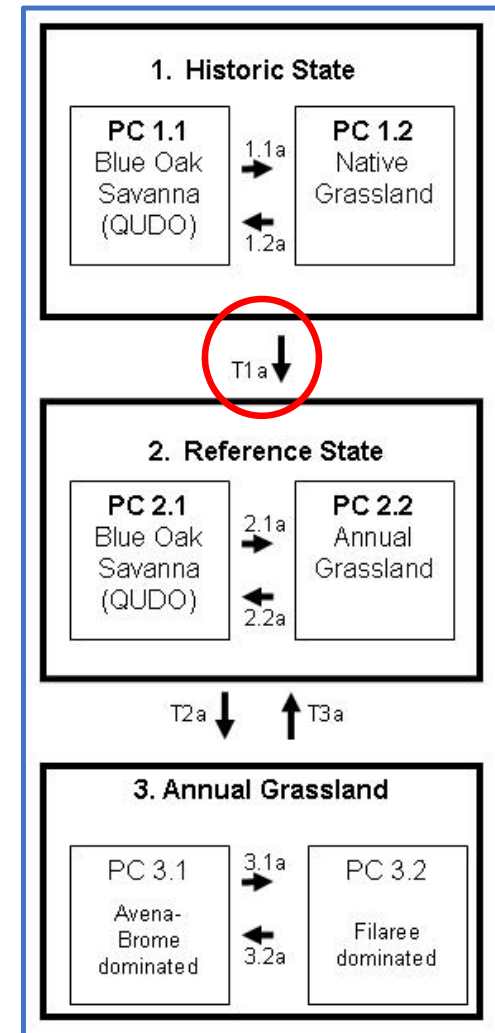 1. Historic State
PC 1.1
Blue Oak
Savanna
(QUDO)
1.1a
1.2a
PC 1.2
Native
Grassland
T1a
2. Reference State
PC 2.1
Blue Oak
Savanna
(QUDO)
2.1a
2.2a
PC 2.2
Annual
Grassland
T2a
T3a
3. Annual Grassland
PC 3.1
Avena-
Brome
dominated
3.1a
3.2a
PC 3.2
Filaree
dominated